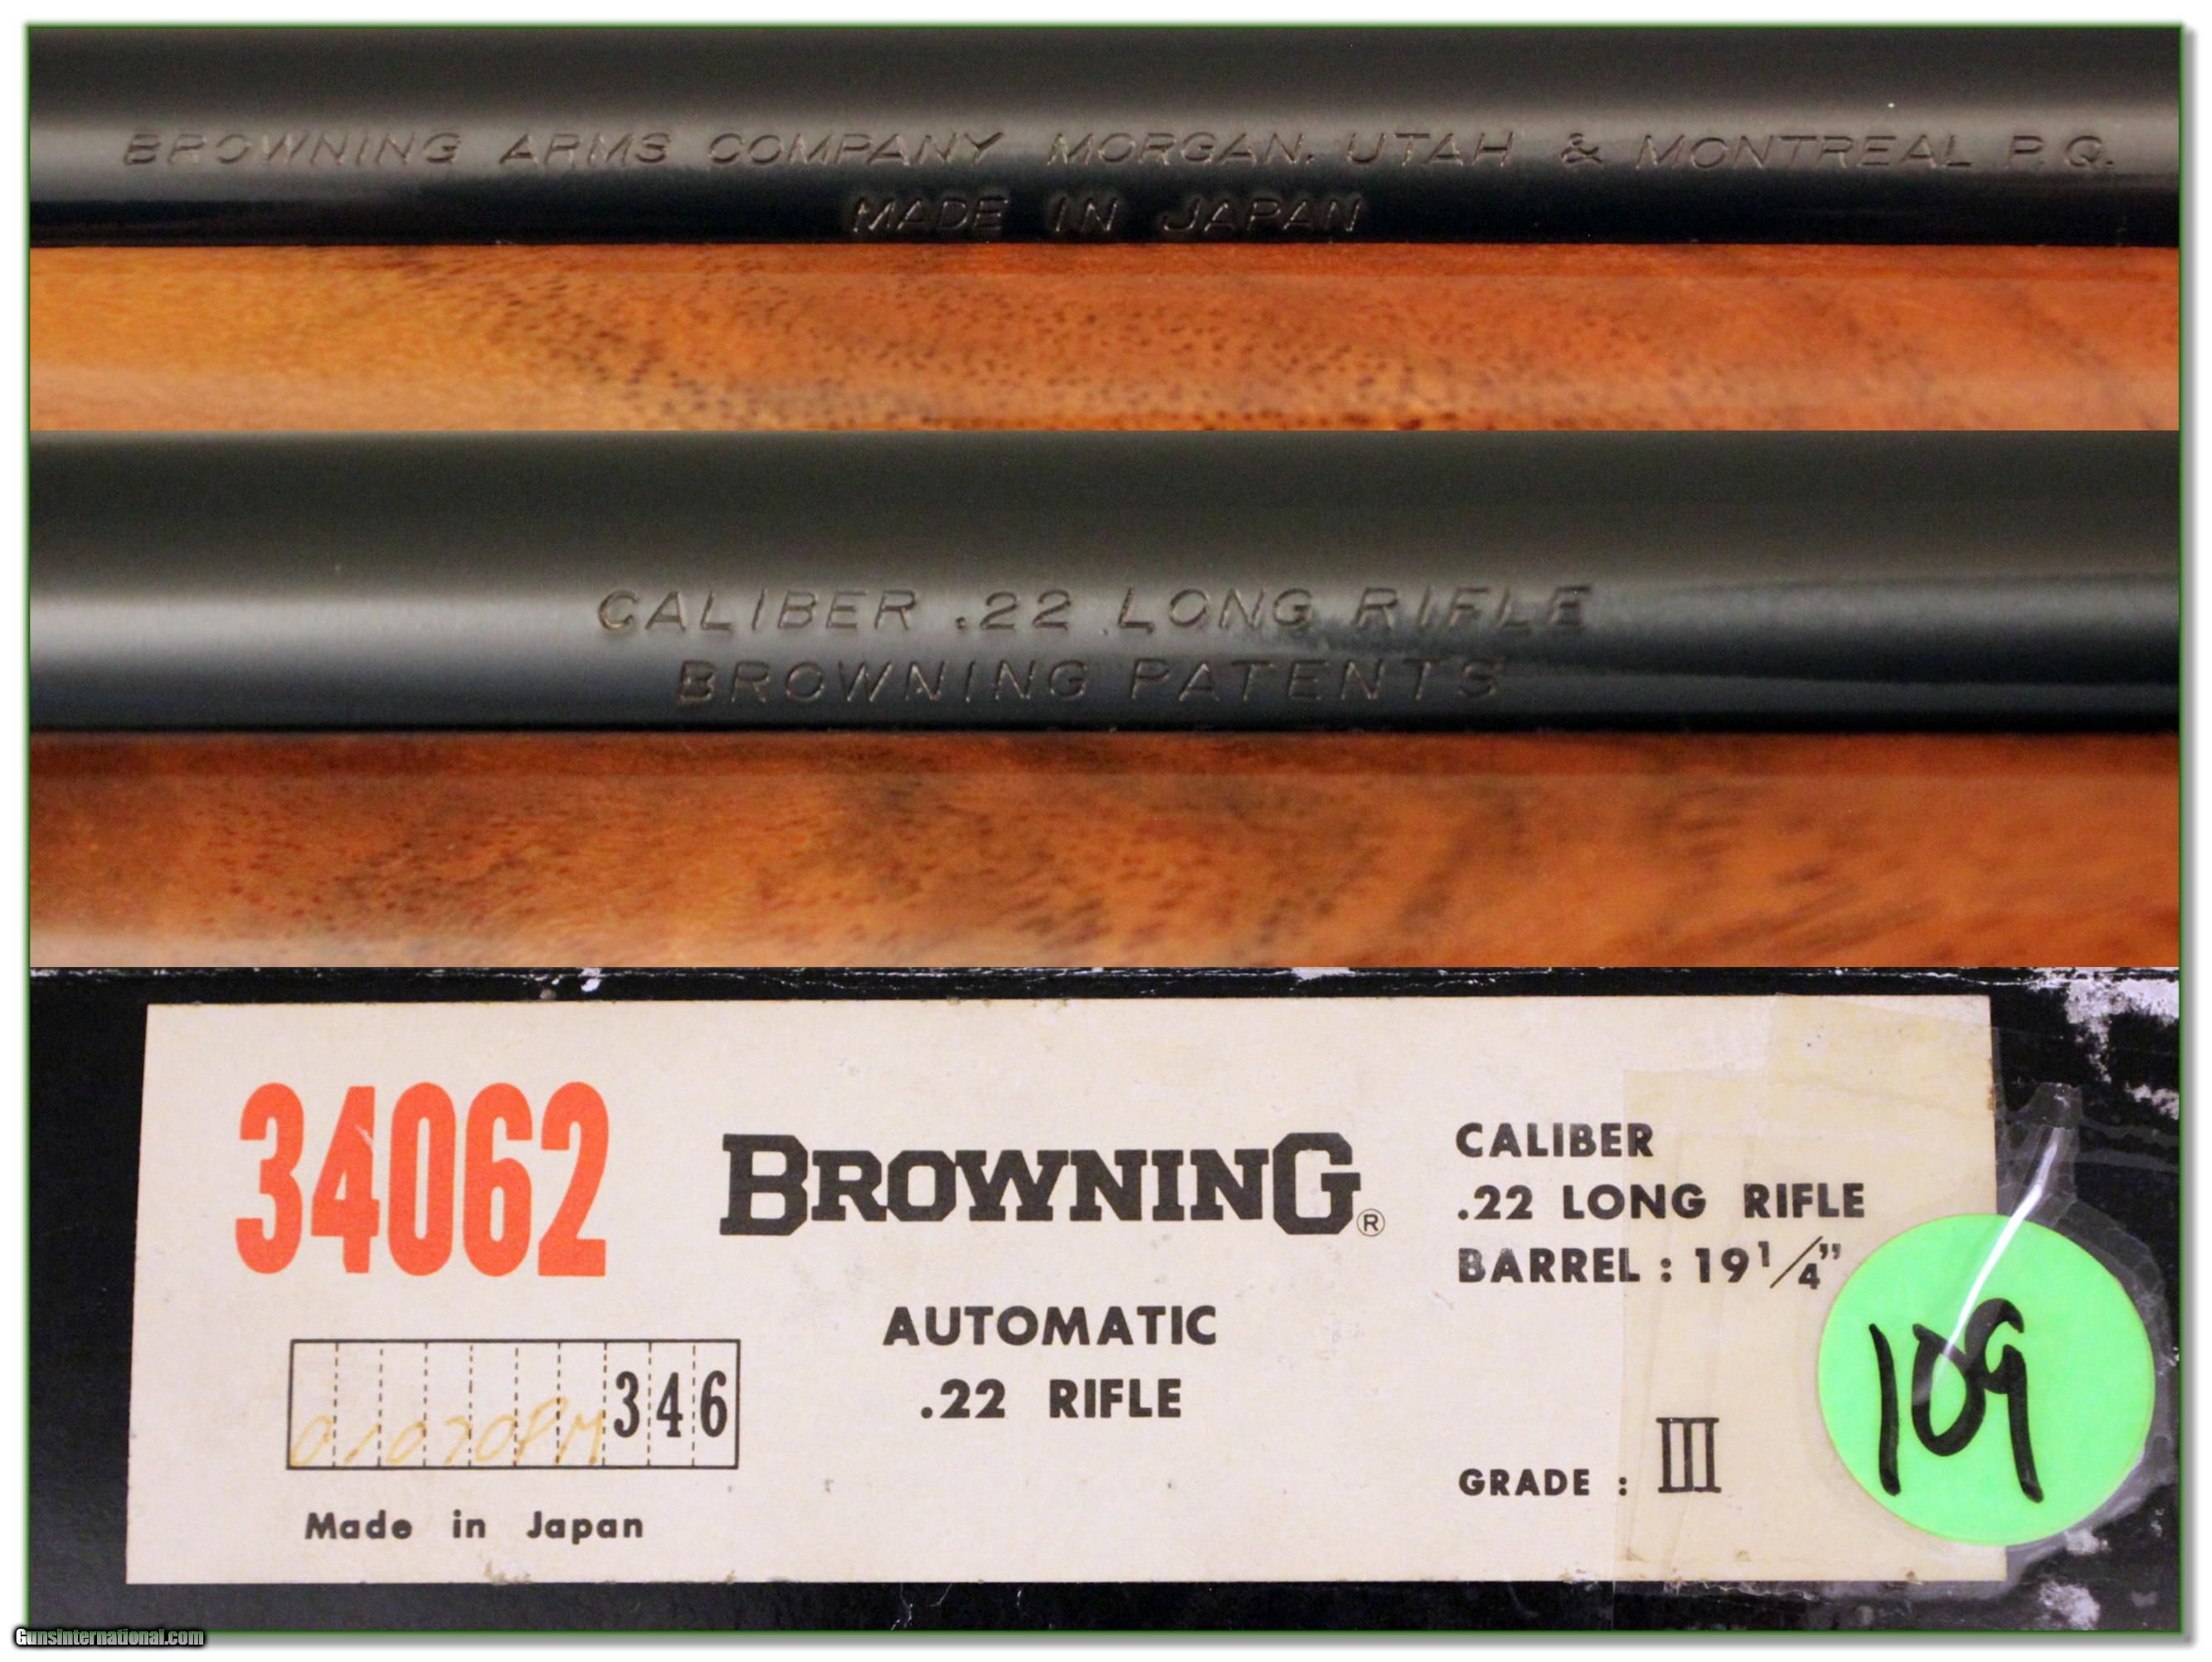 BROWNING ARMS COMPANY MORGAN, UTAH & MONTREAL P.Q.
MADE IN JAPAN
CALIBER .22 LONG RIFLE
BROWNING PATENTS
34062
BROWNING®
CALIBER
.22 LONG RIFLE
BARREL : 19 1/4"
AUTOMATIC
.22 RIFLE
01070PM346
GRADE : III
109
Made in Japan
GunsInternational.com